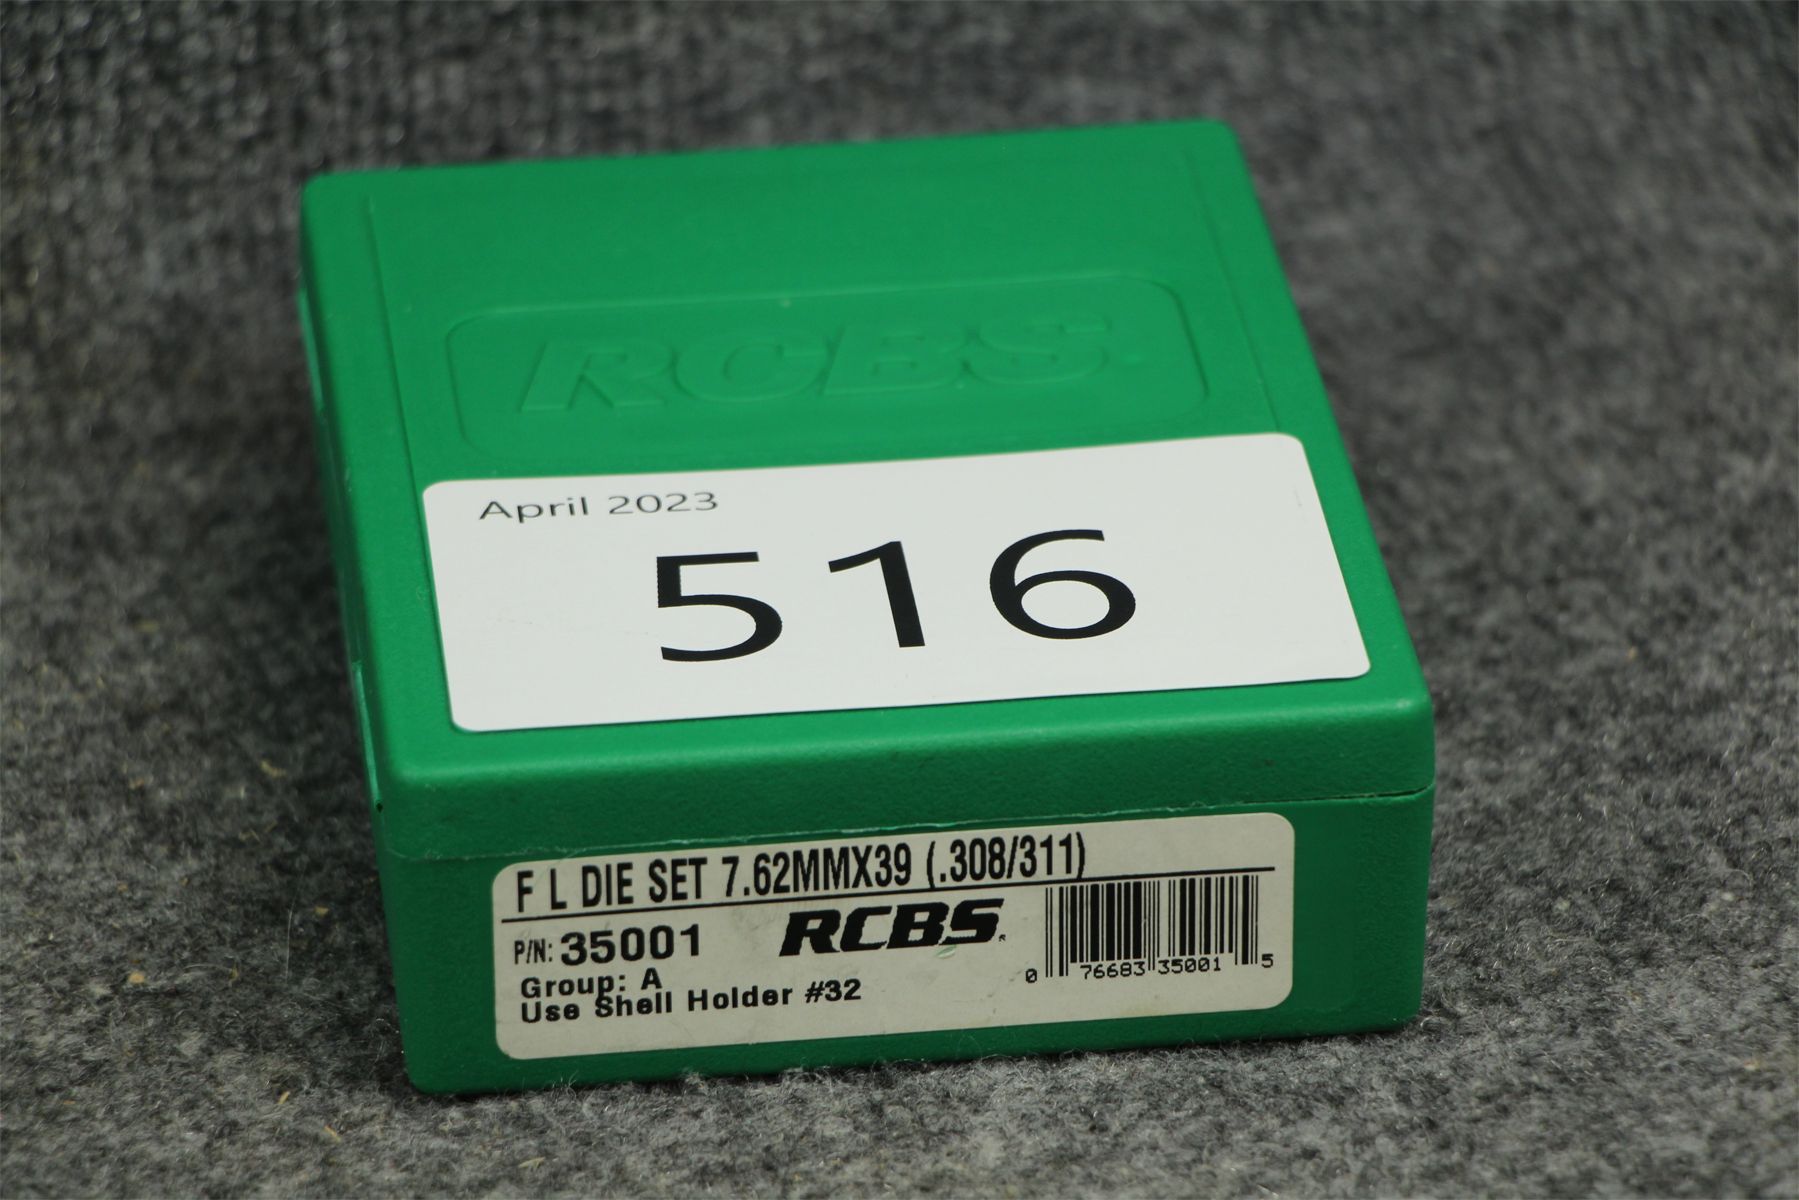 RCBS
April 2023
516
F L DIE SET 7.62MMX39 (.308/311)
P/N: 35001
RCBS®
Group: A
Use Shell Holder #32
0 76683 35001 5